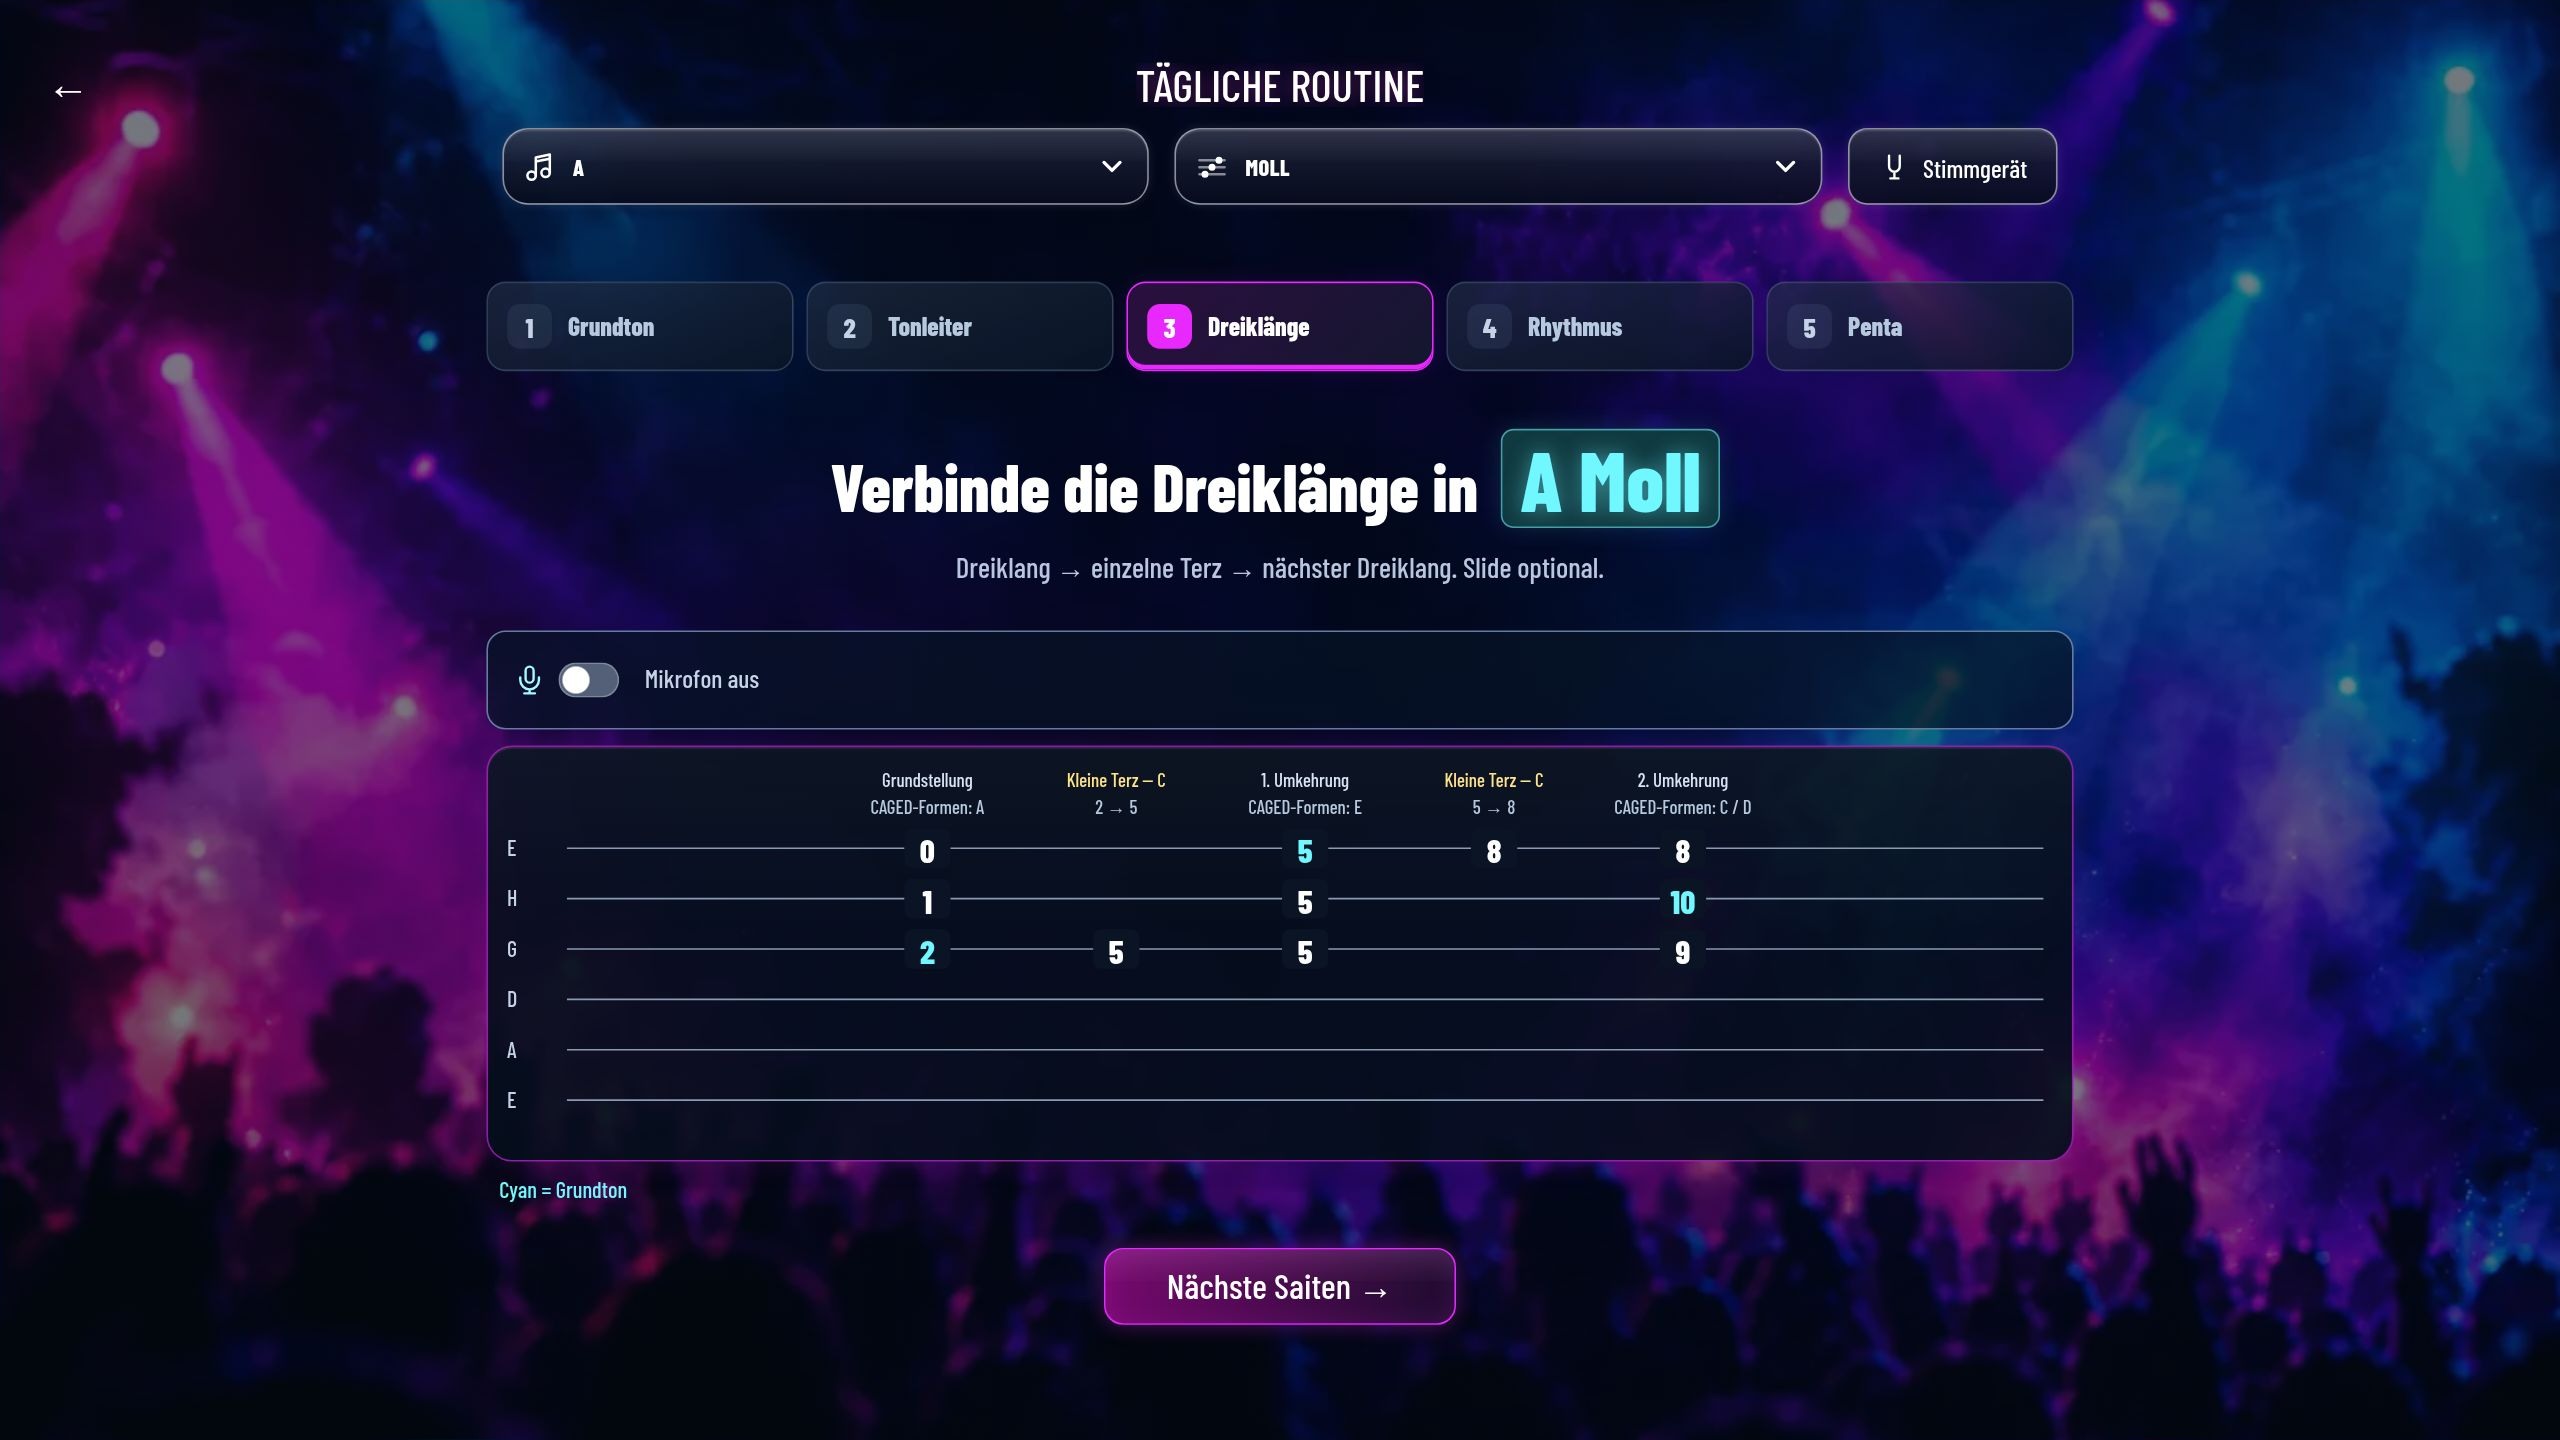 TÄGLICHE ROUTINE
←
A
MOLL
Stimmgerät
1 Grundton
2 Tonleiter
3 Dreiklänge
4 Rhythmus
5 Penta
Verbinde die Dreiklänge in A Moll
Dreiklang → einzelne Terz → nächster Dreiklang. Slide optional.
Mikrofon aus
Grundstellung Kleine Terz – C 1. Umkehrung Kleine Terz – C 2. Umkehrung
CAGED-Formen: A 2 → 5 CAGED-Formen: E 5 → 8 CAGED-Formen: C / D
E 0 5 8 8
H 1 5 10
G 2 5 5 9
D
A
E
Cyan = Grundton
Nächste Saiten →